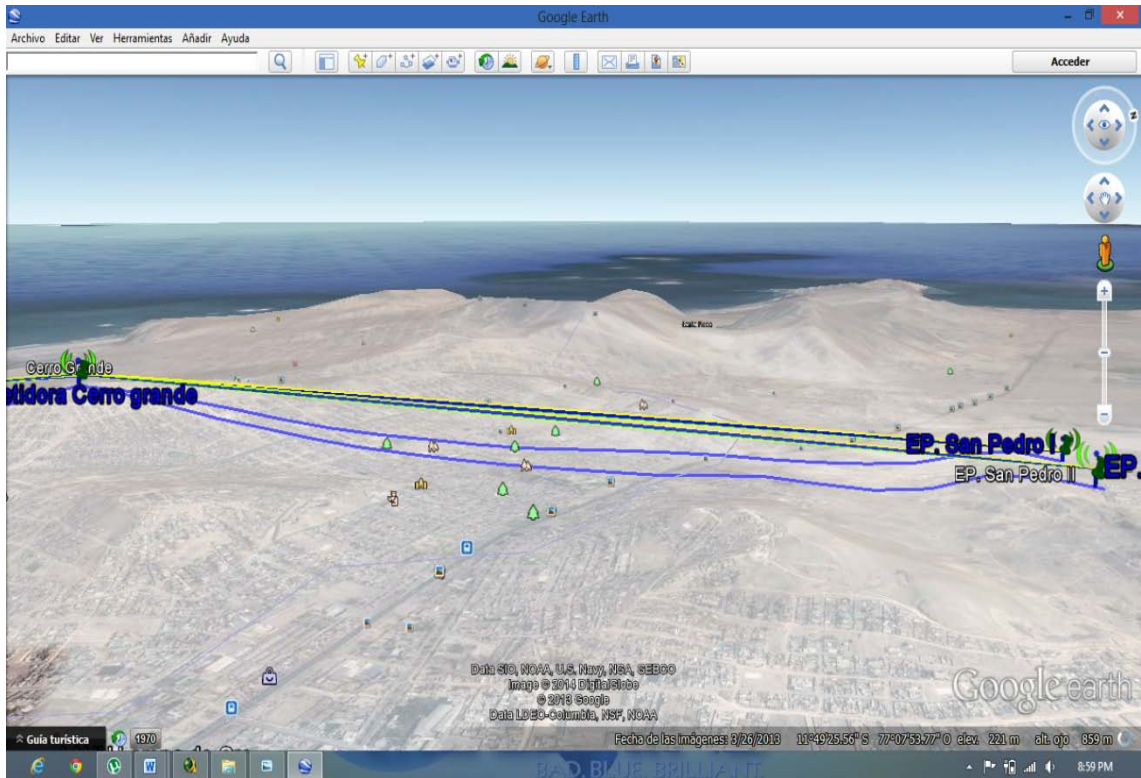 Google Earth
Archivo Editar Ver Herramientas Añadir Ayuda
Acceder
Cerro Grande
etidora Cerro grande
EP. San Pedro I
EP.
EP. San Pedro II
Data SIO, NOAA, U.S. Navy, NGA, GEBCO
Image © 2014 DigitalGlobe
© 2013 Google
Data LDEO-Columbia, NSF, NOAA
Google earth
Guía turística
1970
Fecha de las imágenes: 3/26/2013 11°49'25.56" S 77°07'53.77" O elev. 221 m alt. ojo 859 m
BAD, BLUE, BRILLIANT
8:59 PM